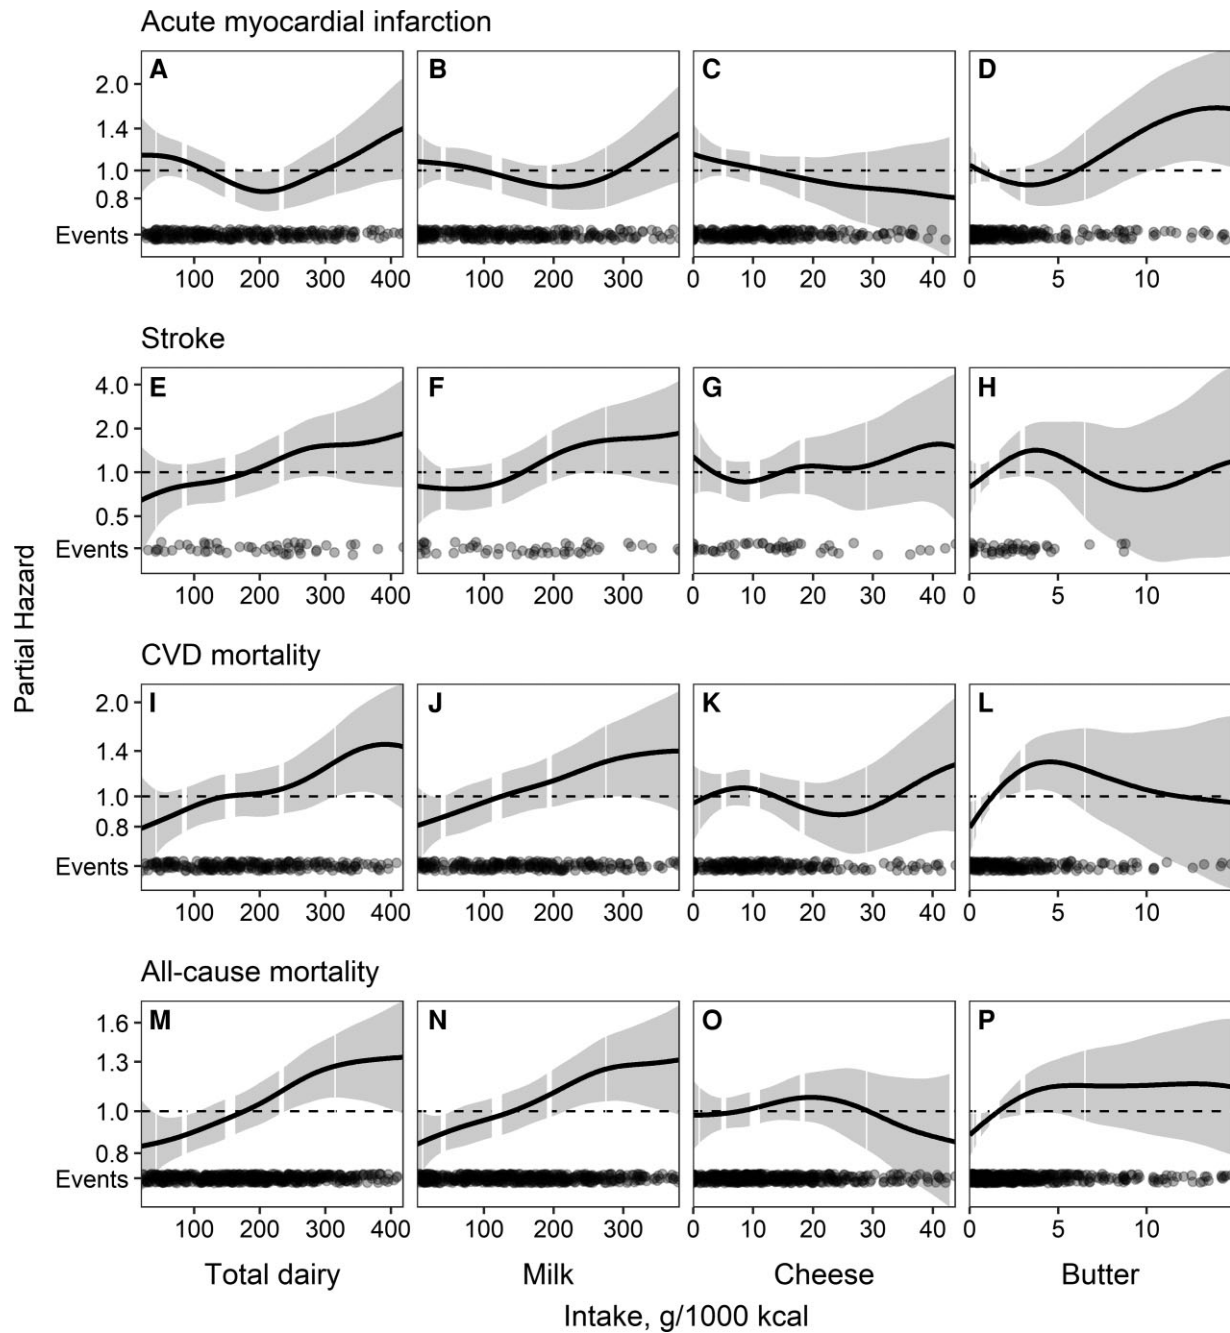 Acute myocardial infarction
A B C D
2.0
1.4
1.0
0.8
Events
100 200 300 400 100 200 300 0 10 20 30 40 0 5 10
Stroke
E F G H
4.0
2.0
1.0
0.5
Events
100 200 300 400 100 200 300 0 10 20 30 40 0 5 10
Partial Hazard
CVD mortality
I J K L
2.0
1.4
1.0
0.8
Events
100 200 300 400 100 200 300 0 10 20 30 40 0 5 10
All-cause mortality
M N O P
1.6
1.3
1.0
0.8
Events
100 200 300 400 100 200 300 0 10 20 30 40 0 5 10
Total dairy Milk Cheese Butter
Intake, g/1000 kcal